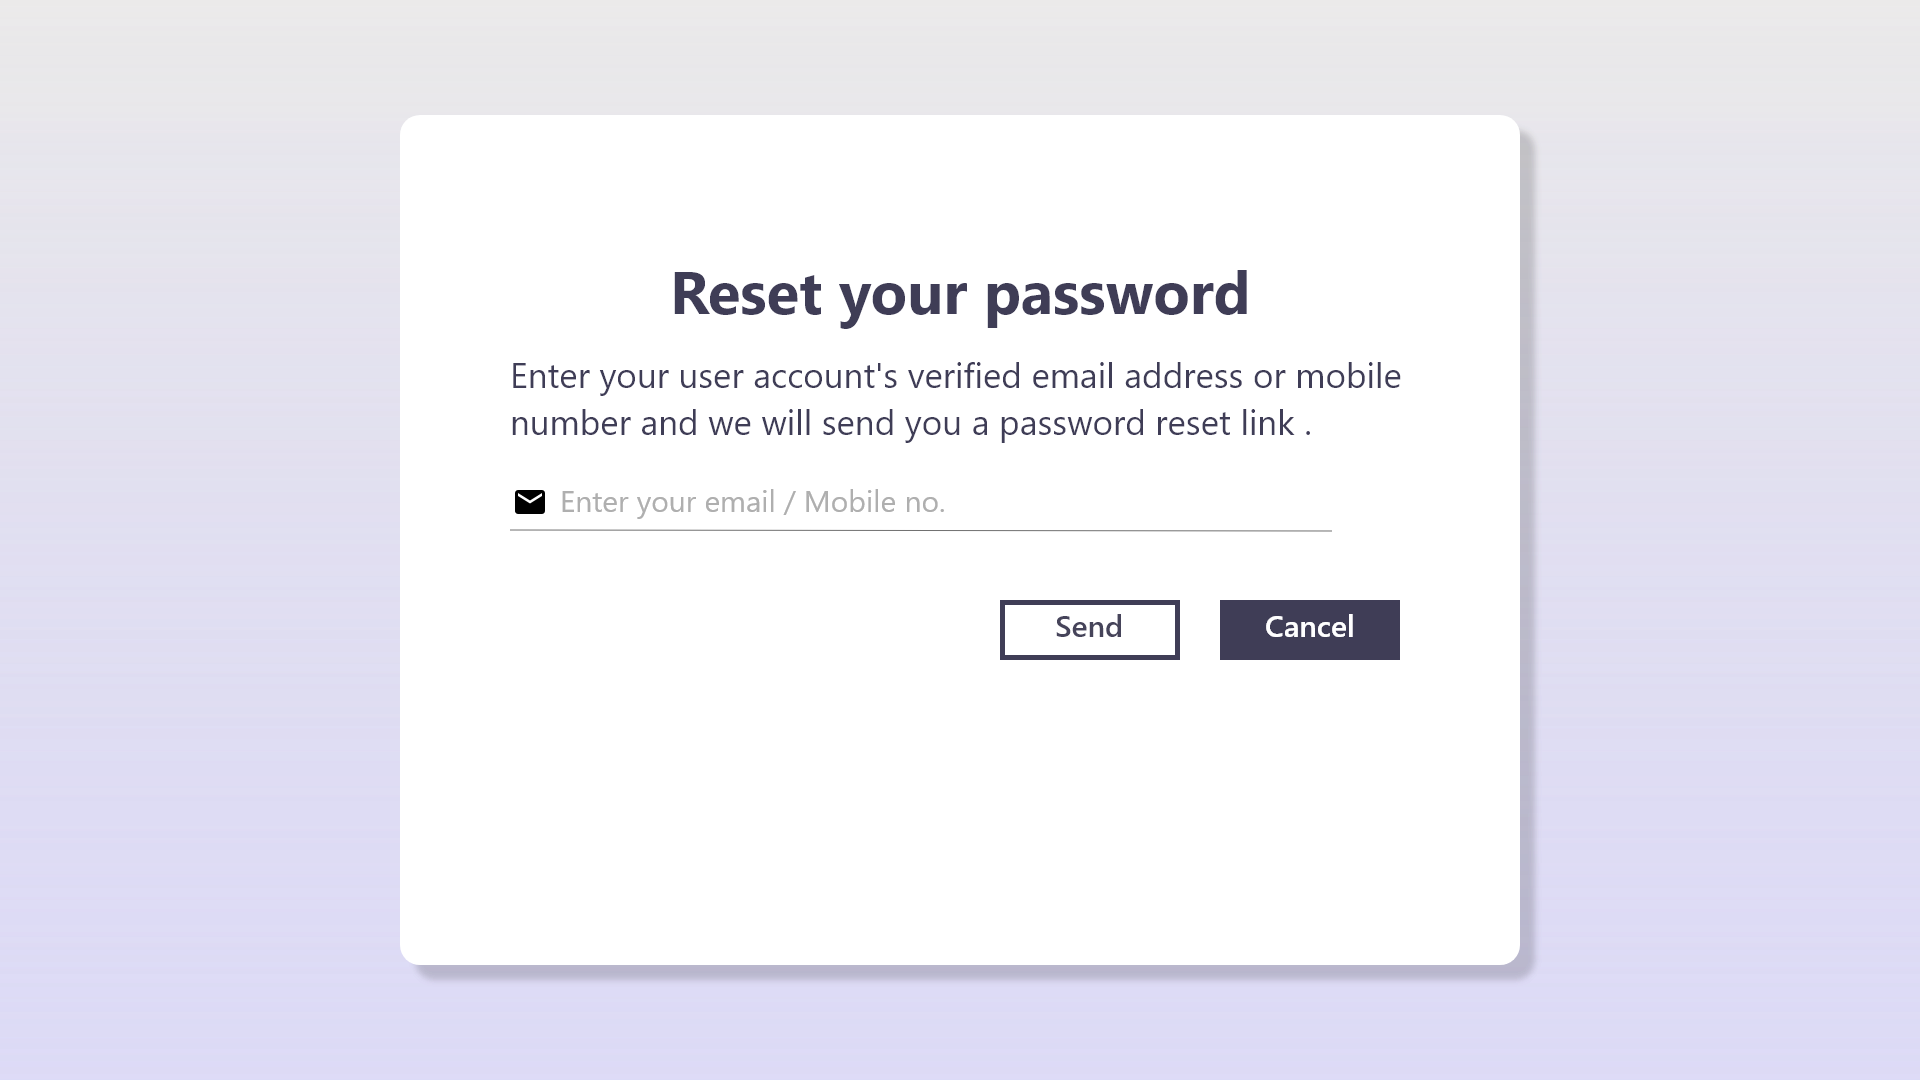 Reset your password
Enter your user account's verified email address or mobile
number and we will send you a password reset link .
Enter your email / Mobile no.
Send Cancel